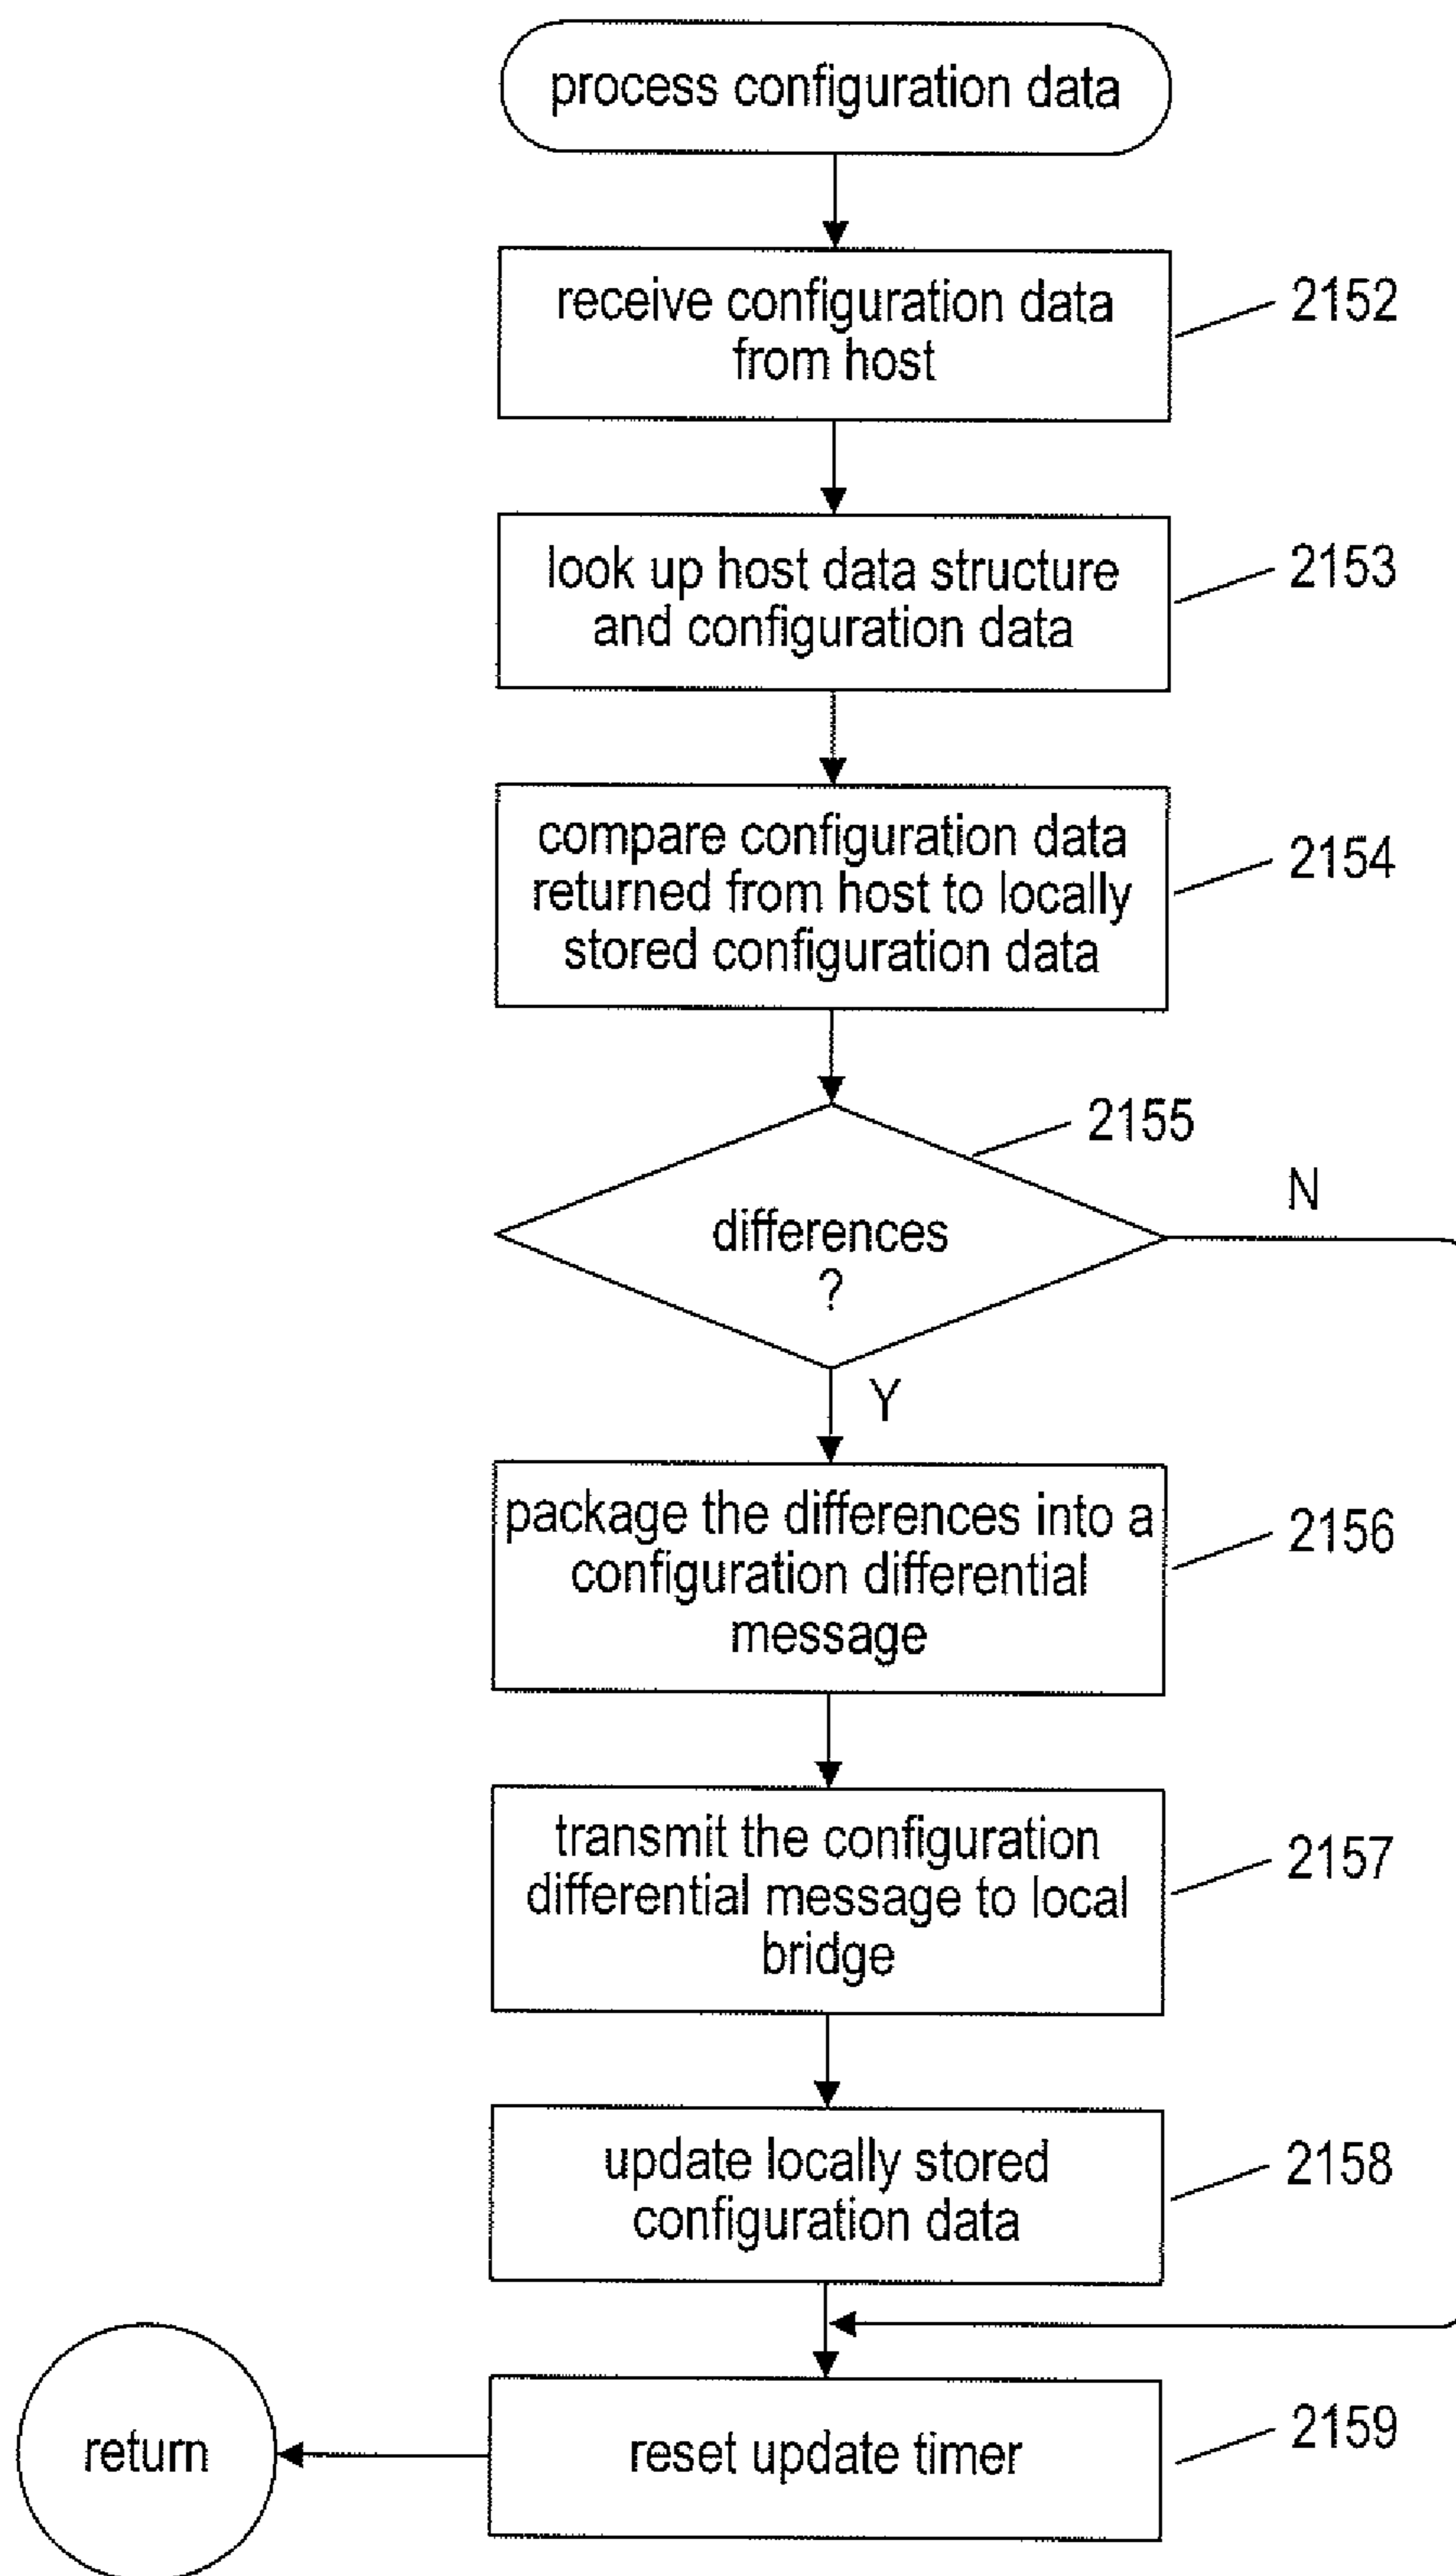 process configuration data
receive configuration data
from host
2152
look up host data structure
and configuration data
2153
compare configuration data
returned from host to locally
stored configuration data
2154
2155
differences
?
N
Y
package the differences into a
configuration differential
message
2156
transmit the configuration
differential message to local
bridge
2157
update locally stored
configuration data
2158
reset update timer
2159
return